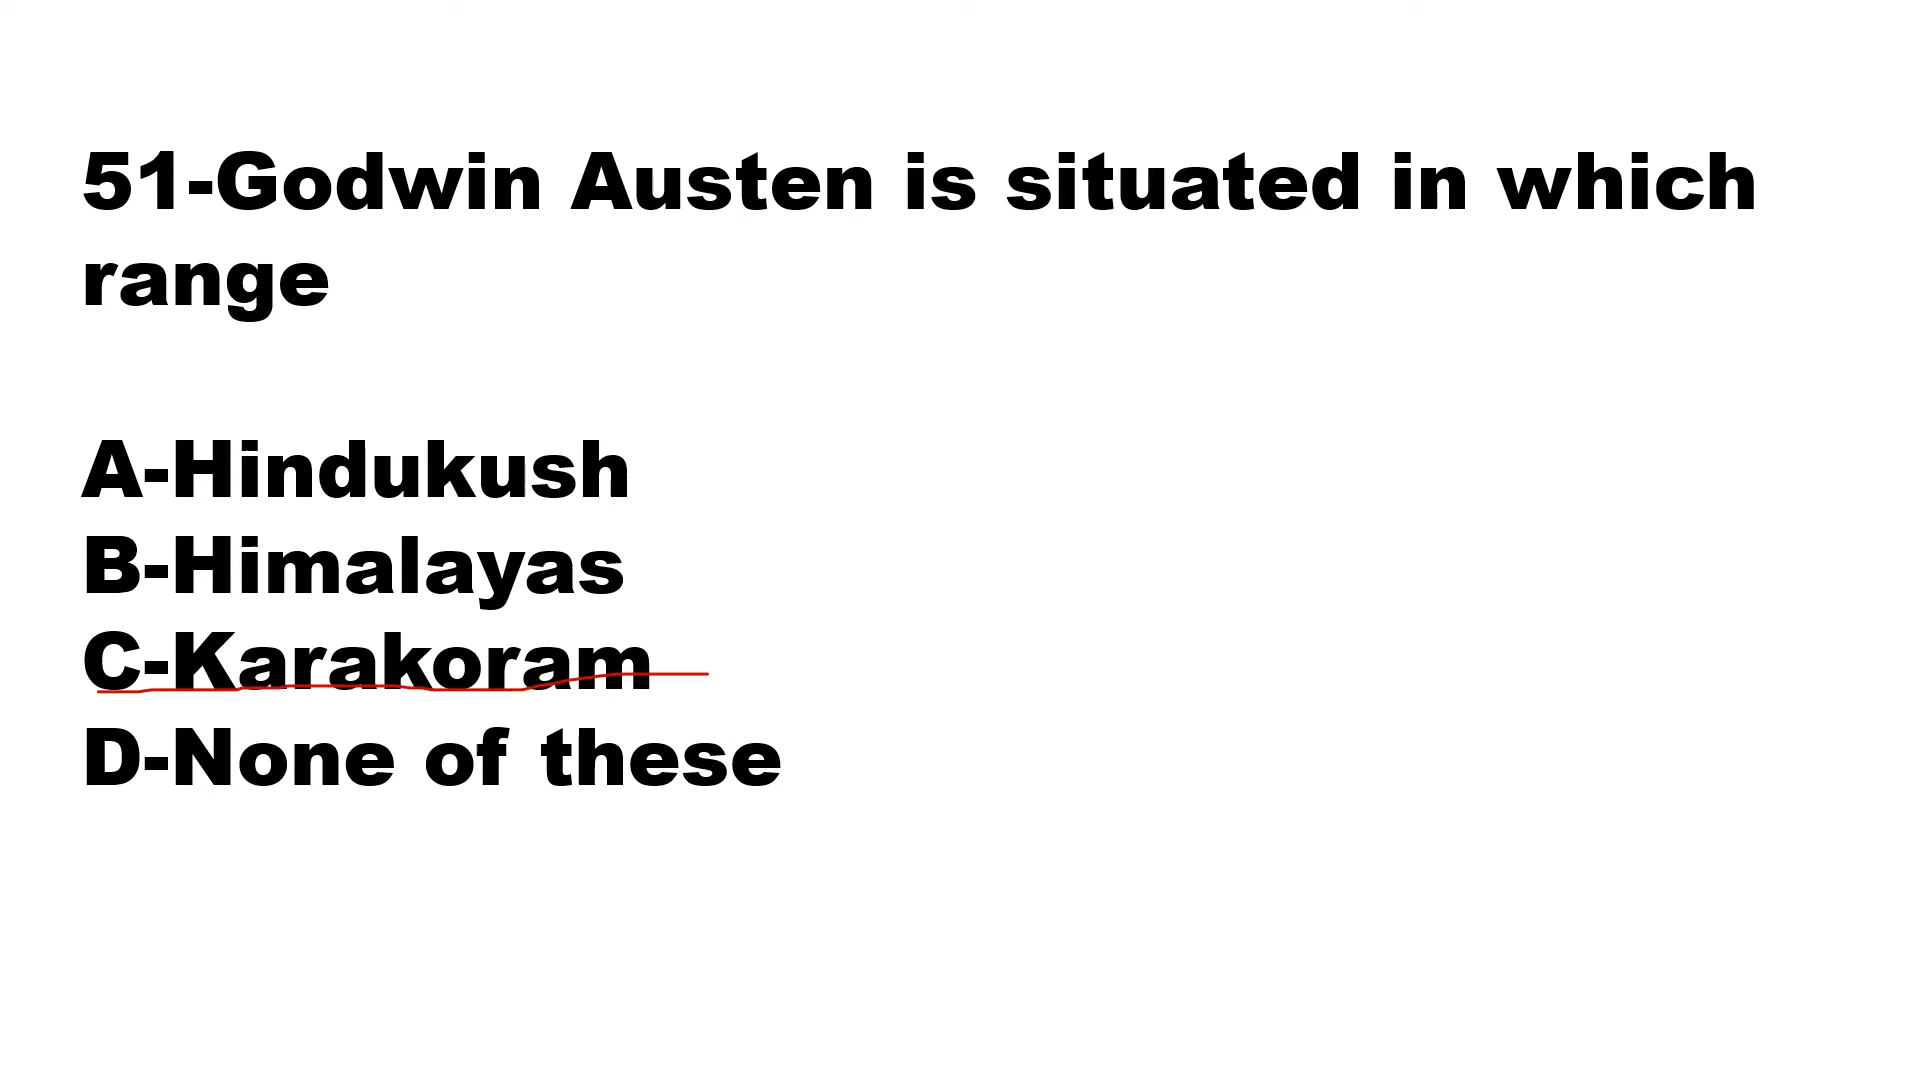 51-Godwin Austen is situated in which
range
A-Hindukush
B-Himalayas
C-Karakoram
D-None of these